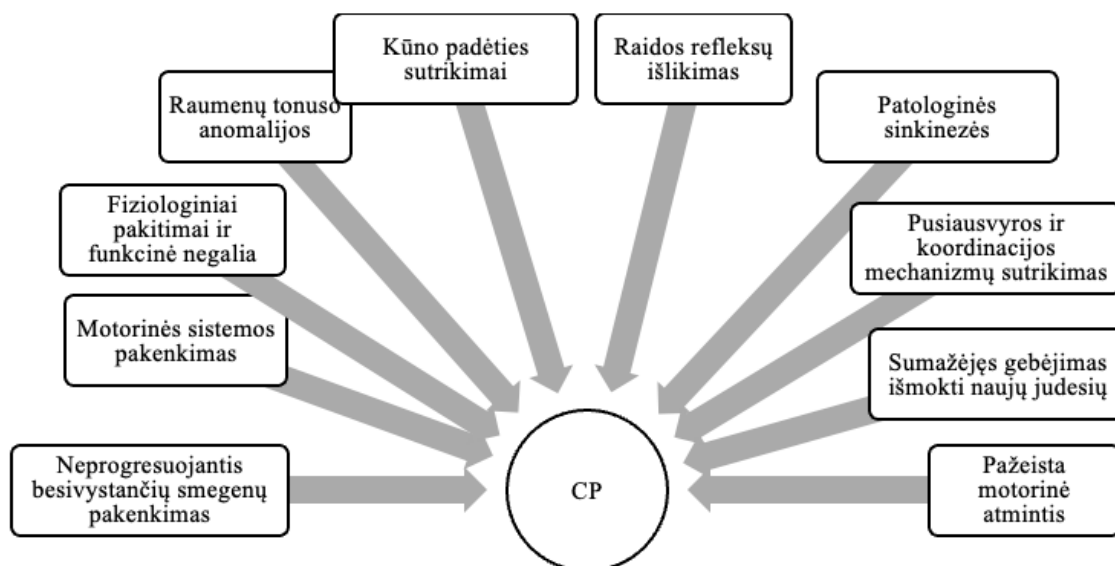 Kūno padėties
sutrikimai
Raidos refleksų
išlikimas
Raumenų tonuso
anomalijos
Patologinės
sinkinezės
Fiziologiniai
pakitimai ir
funkcinė negalia
Pusiausvyros ir
koordinacijos
mechanizmų sutrikimas
Motorinės sistemos
pakenkimas
Sumažėjęs gebėjimas
išmokti naujų judesių
Neprogresuojantis
besivystančių smegenų
pakenkimas
CP
Pažeista
motorinė
atmintis